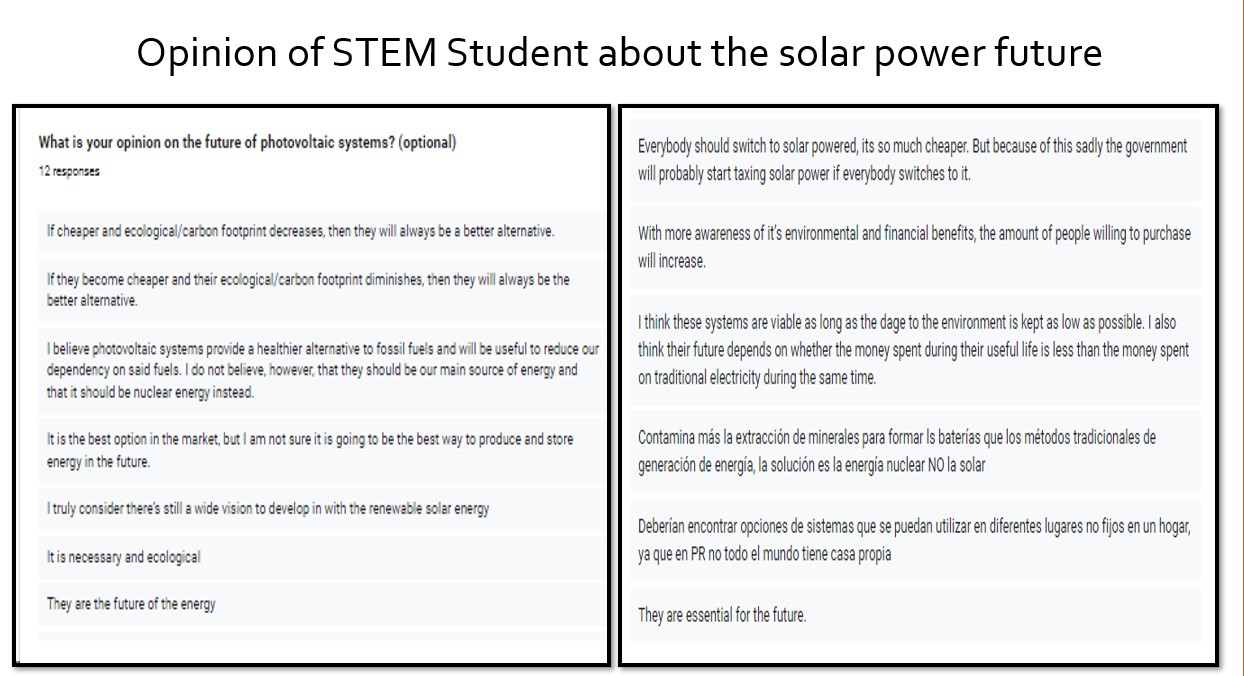 Opinion of STEM Student about the solar power future
What is your opinion on the future of photovoltaic systems? (optional)
12 responses
If cheaper and ecological/carbon footprint decreases, then they will always be a better alternative.
If they become cheaper and their ecological/carbon footprint diminishes, then they will always be the
better alternative.
I believe photovoltaic systems provide a healthier alternative to fossil fuels and will be useful to reduce our
dependency on said fuels. I do not believe, however, that they should be our main source of energy and
that it should be nuclear energy instead.
It is the best option in the market, but I am not sure it is going to be the best way to produce and store
energy in the future.
I truly consider there's still a wide vision to develop in with the renewable solar energy
It is necessary and ecological
They are the future of the energy
Everybody should switch to solar powered, its so much cheaper. But because of this sadly the government
will probably start taxing solar power if everybody switches to it.
With more awareness of it's environmental and financial benefits, the amount of people willing to purchase
will increase.
I think these systems are viable as long as the dage to the environment is kept as low as possible. I also
think their future depends on whether the money spent during their useful life is less than the money spent
on traditional electricity during the same time.
Contamina más la extracción de minerales para formar ls baterías que los métodos tradicionales de
generación de energía, la solución es la energía nuclear NO la solar
Deberían encontrar opciones de sistemas que se puedan utilizar en diferentes lugares no fijos en un hogar,
ya que en PR no todo el mundo tiene casa propia
They are essential for the future.